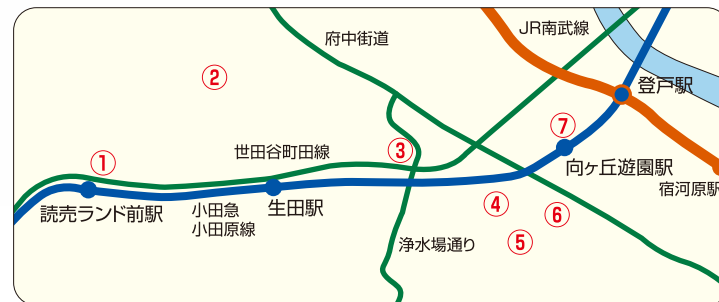 府中街道
JR南武線
②
登戸駅
⑦
世田谷町田線
③
①
向ヶ丘遊園駅
宿河原駅
読売ランド前駅
小田急
小田原線
生田駅
④
⑥
⑤
浄水場通り